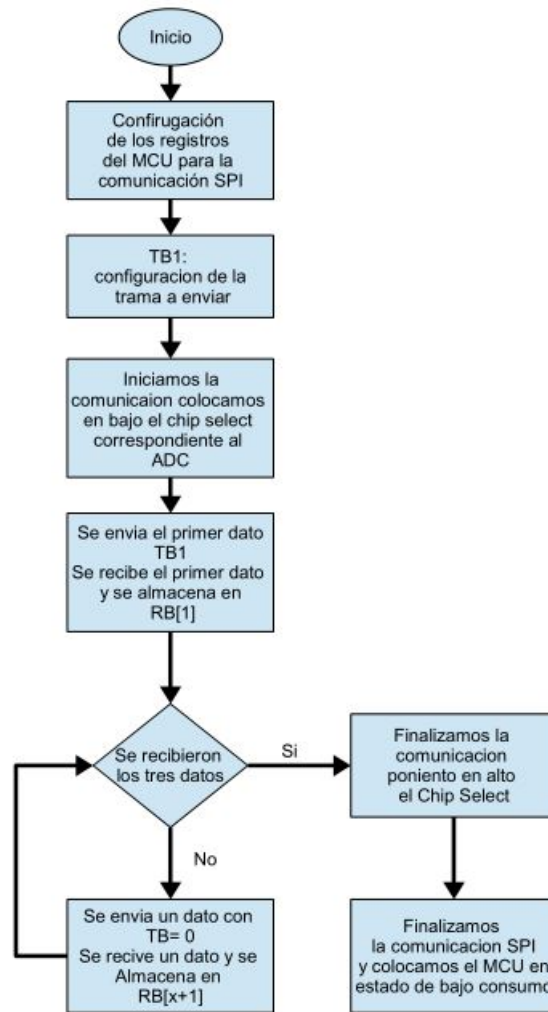 Inicio
Confirugación
de los registros
del MCU para la
comunicación SPI
TB1:
configuracion de la
trama a enviar
Iniciamos la
comunicaion colocamos
en bajo el chip select
correspondiente al
ADC
Se envia el primer dato
TB1
Se recibe el primer dato
y se almacena en
RB[1]
Se recibieron
los tres datos
Si
No
Finalizamos la
comunicacion
poniento en alto
el Chip Select
Se envia un dato con
TB= 0
Se recive un dato y se
Almacena en
RB[x+1]
Finalizamos
la comunicacion SPI
y colocamos el MCU en
estado de bajo consumo